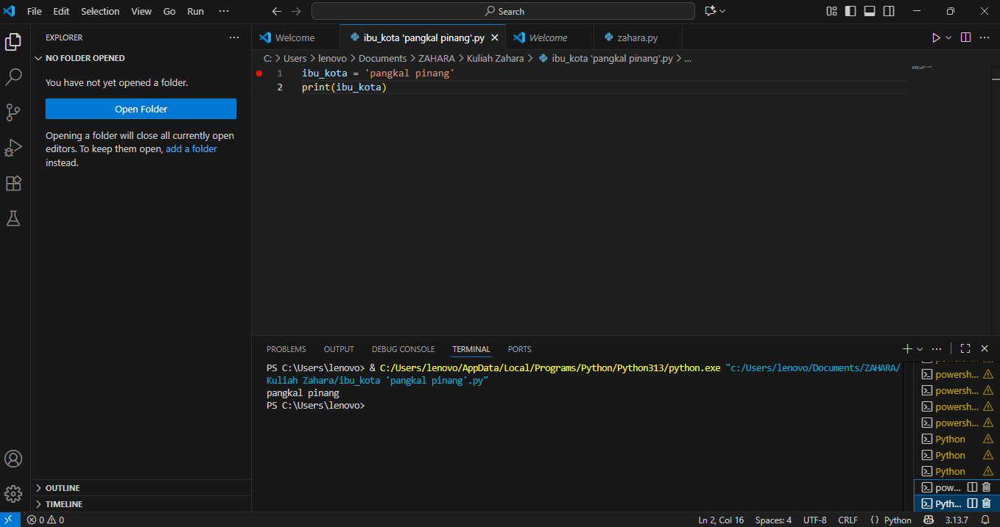 File Edit Selection View Go Run ···
Search
EXPLORER ···
NO FOLDER OPENED
You have not yet opened a folder.
Open Folder
Opening a folder will close all currently open
editors. To keep them open, add a folder
instead.
OUTLINE
TIMELINE
Welcome
ibu_kota 'pangkal pinang'.py
Welcome
zahara.py
C: > Users > lenovo > Documents > ZAHARA > Kuliah Zahara > ibu_kota 'pangkal pinang'.py > ...
1 ibu_kota = 'pangkal pinang'
2 print(ibu_kota)
PROBLEMS OUTPUT DEBUG CONSOLE TERMINAL PORTS
PS C:\Users\lenovo> & C:/Users/lenovo/AppData/Local/Programs/Python/Python313/python.exe "c:/Users/lenovo/Documents/ZAHARA/
Kuliah Zahara/ibu_kota 'pangkal pinang'.py"
pangkal pinang
PS C:\Users\lenovo>
powersh...
powersh...
powersh...
powersh...
Python
Python
Python
pow...
Pyth...
0 0
Ln 2, Col 16 Spaces: 4 UTF-8 CRLF {} Python 3.13.7